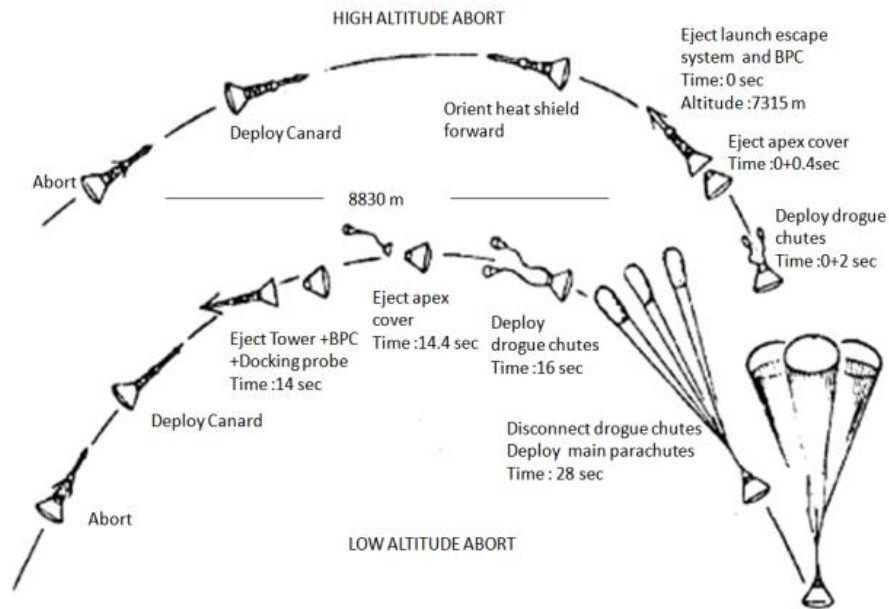 HIGH ALTITUDE ABORT
Eject launch escape
system and BPC
Time: 0 sec
Altitude :7315 m
Deploy Canard
Orient heat shield
forward
Eject apex cover
Time :0+0.4sec
Abort
8830 m
Deploy drogue
chutes
Time :0+2 sec
Eject Tower +BPC
+Docking probe
Time :14 sec
Eject apex
cover
Time :14.4 sec
Deploy
drogue chutes
Time :16 sec
Deploy Canard
Disconnect drogue chutes
Deploy main parachutes
Time : 28 sec
Abort
LOW ALTITUDE ABORT